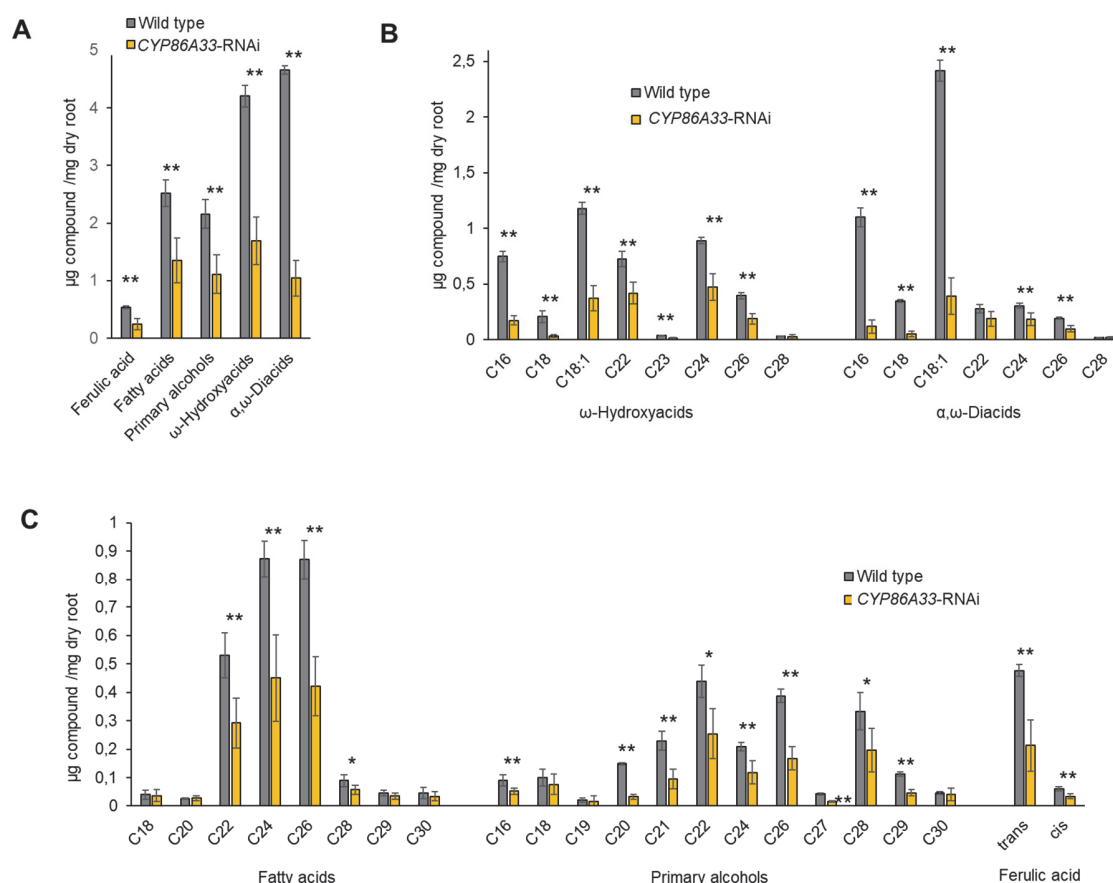 A
Wild type
CYP86A33-RNAi
µg compound /mg dry root
5
4
3
2
1
0
** ** ** ** **
Ferulic acid
Fatty acids
Primary alcohols
ω-Hydroxyacids
α,ω-Diacids
B
Wild type
CYP86A33-RNAi
µg compound /mg dry root
2,5
2
1,5
1
0,5
0
** ** ** ** ** ** ** ** ** ** ** **
C16 C18 C18:1 C22 C23 C24 C26 C28
C16 C18 C18:1 C22 C24 C26 C28
ω-Hydroxyacids
α,ω-Diacids
C
Wild type
CYP86A33-RNAi
µg compound /mg dry root
1
0,9
0,8
0,7
0,6
0,5
0,4
0,3
0,2
0,1
0
** ** ** * ** ** ** * ** ** ** * ** ** **
C18 C20 C22 C24 C26 C28 C29 C30
C16 C18 C19 C20 C21 C22 C24 C26 C27 C28 C29 C30
trans cis
Fatty acids
Primary alcohols
Ferulic acid